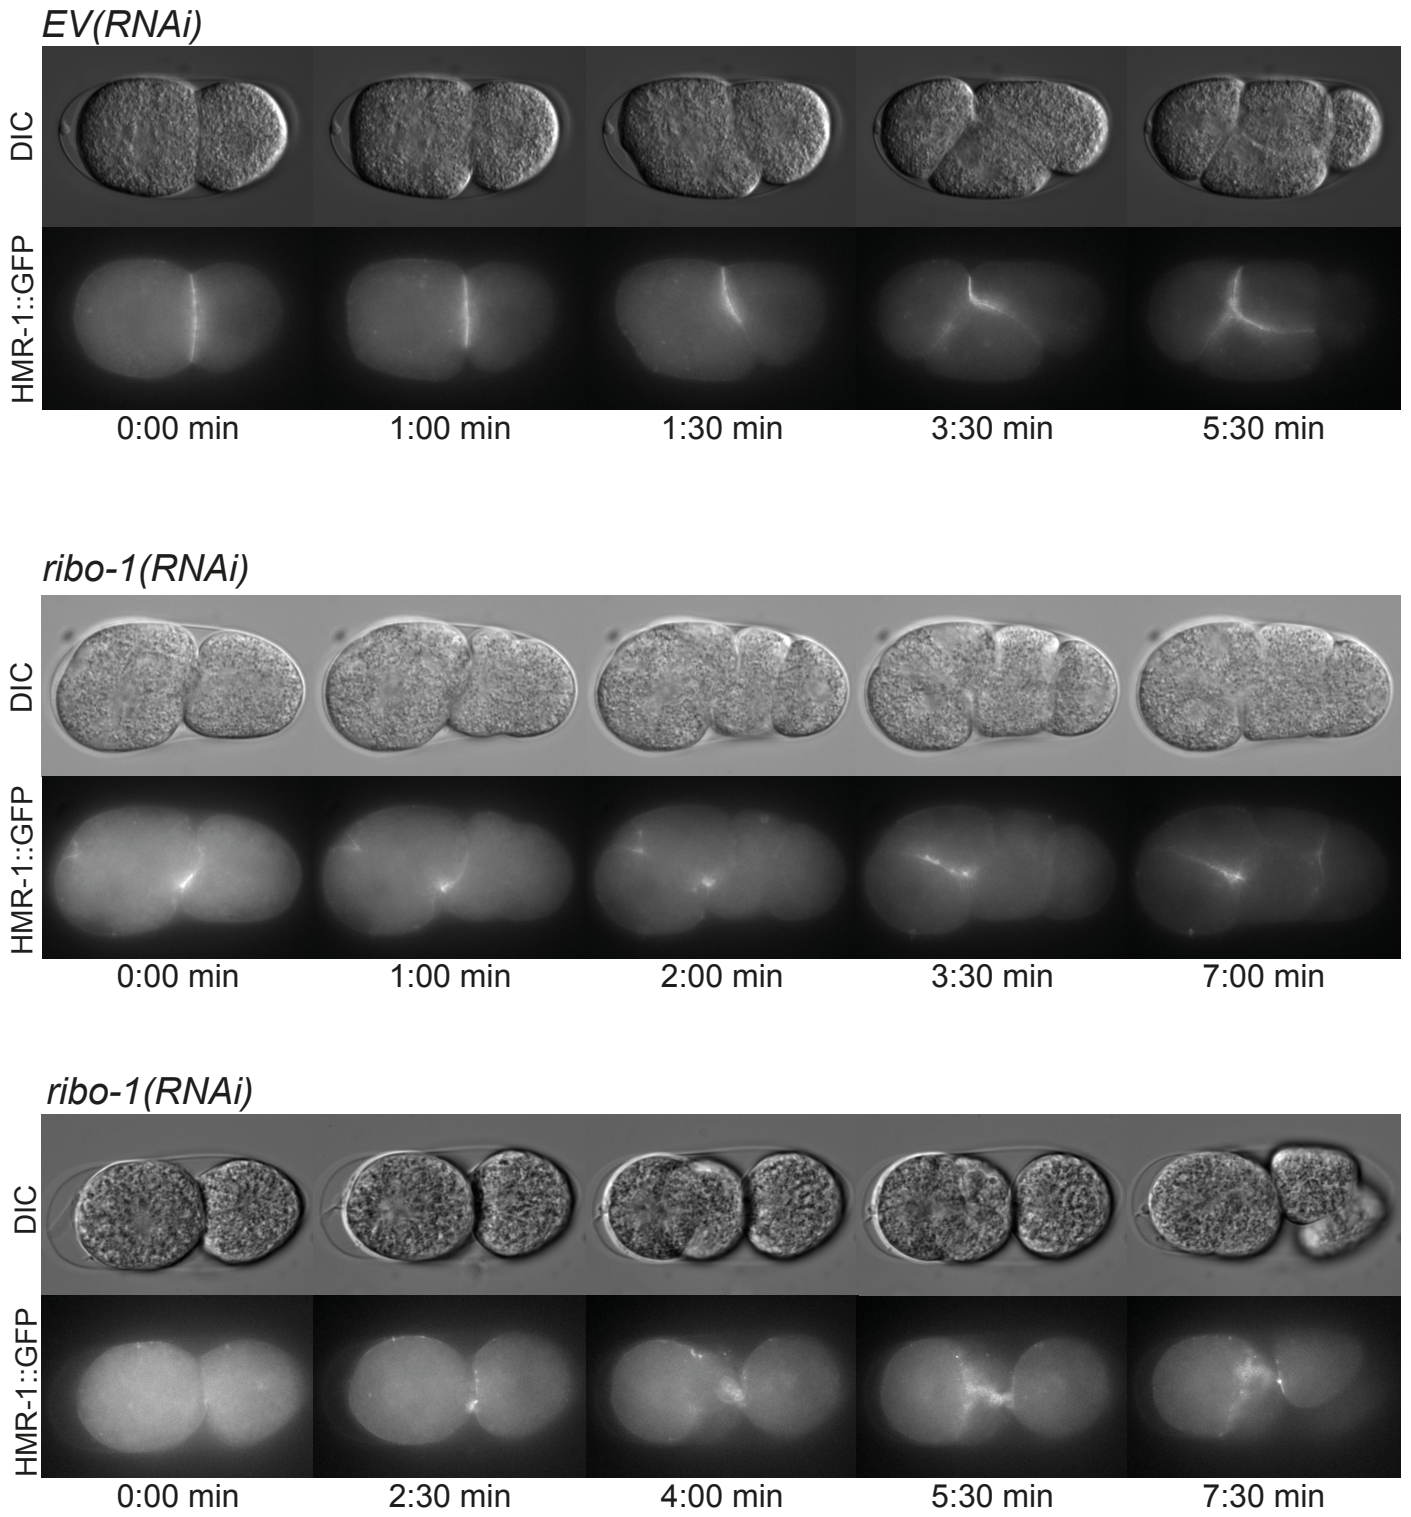 EV(RNAi)
DIC
HMR-1::GFP
0:00 min 1:00 min 1:30 min 3:30 min 5:30 min
ribo-1(RNAi)
DIC
HMR-1::GFP
0:00 min 1:00 min 2:00 min 3:30 min 7:00 min
ribo-1(RNAi)
DIC
HMR-1::GFP
0:00 min 2:30 min 4:00 min 5:30 min 7:30 min